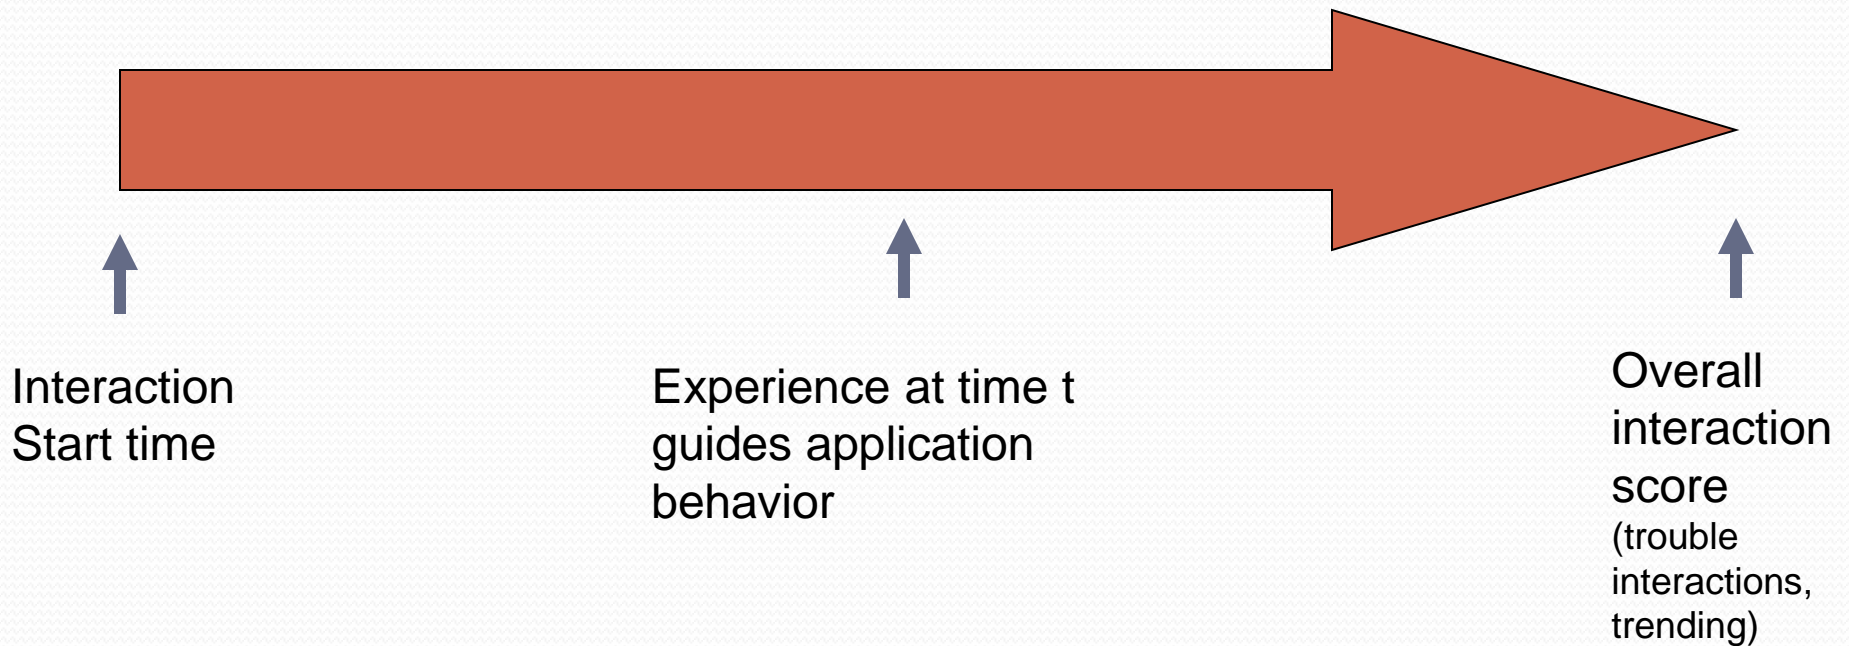 Interaction
Start time
Experience at time t
guides application
behavior
Overall
interaction
score
(trouble
interactions,
trending)